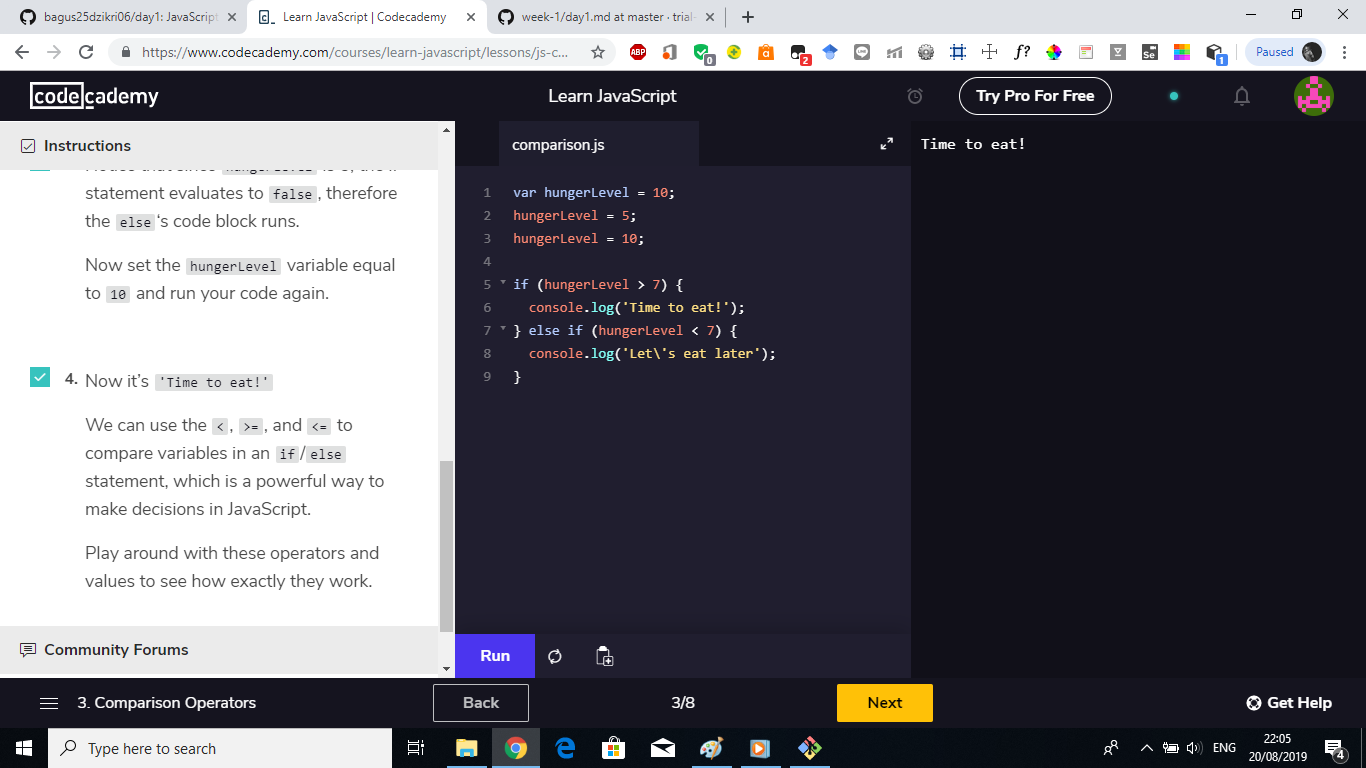 bagus25dzikri06/day1: JavaScript
Learn JavaScript | Codecademy
week-1/day1.md at master · trial-
https://www.codecademy.com/courses/learn-javascript/lessons/js-c...
ABP
0
2
f?
Se
1
Paused
codecademy
Learn JavaScript
Try Pro For Free
Instructions
statement evaluates to false, therefore
the else‘s code block runs.
Now set the hungerLevel variable equal
to 10 and run your code again.
4. Now it’s 'Time to eat!'
We can use the <, >=, and <= to
compare variables in an if/else
statement, which is a powerful way to
make decisions in JavaScript.
Play around with these operators and
values to see how exactly they work.
Community Forums
comparison.js
1 var hungerLevel = 10;
2 hungerLevel = 5;
3 hungerLevel = 10;
4
5 if (hungerLevel > 7) {
6 console.log('Time to eat!');
7 } else if (hungerLevel < 7) {
8 console.log('Let\'s eat later');
9 }
Run
Time to eat!
3. Comparison Operators
Back
3/8
Next
Get Help
Type here to search
ENG
22:05
20/08/2019
4